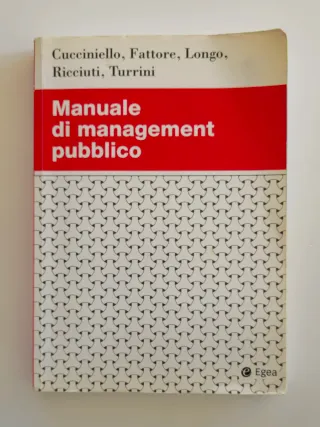 Cucciniello, Fattore, Longo,
Ricciuti, Turrini
Manuale
di management
pubblico
e Egea